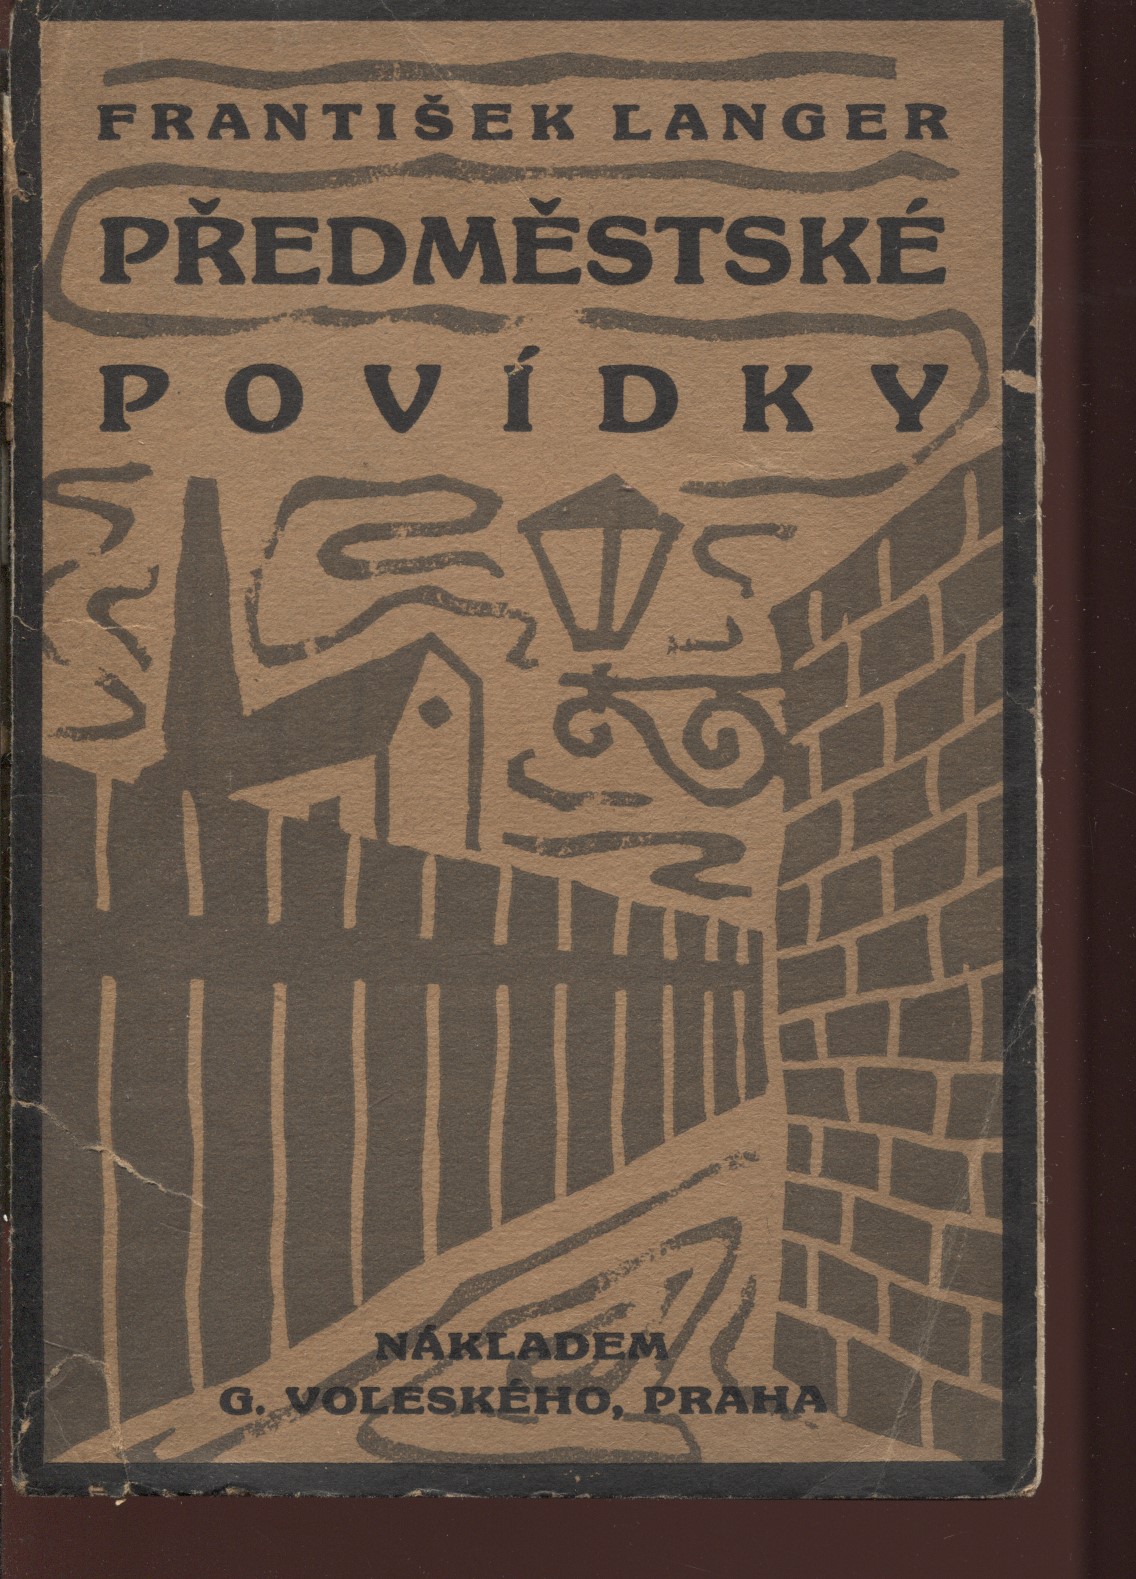 FRANTIŠEK LANGER
PŘEDMĚSTSKÉ
POVÍDKY
NÁKLADEM
G. VOLESKÉHO, PRAHA